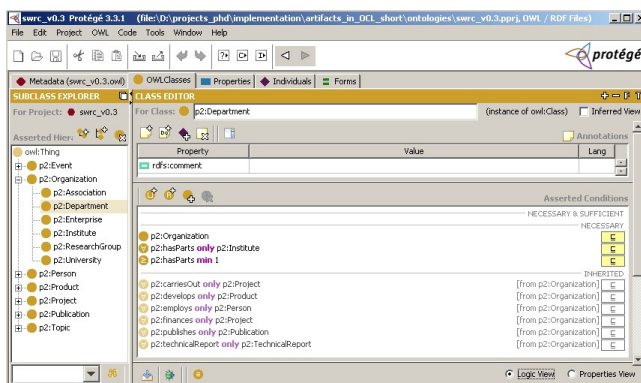 swrc_v0.3 Protégé 3.3.1 (file:\D:\projects_phd\implementation\artifacts_in_OCL_short\ontologies\swrc_v0.3.pprj, OWL / RDF Files)
File Edit Project OWL Code Tools Window Help
protégé
Metadata (swrc_v0.3.owl) OWLClasses Properties Individuals Forms
SUBCLASS EXPLORER CLASS EDITOR
For Project: swrc_v0.3 For Class: p2:Department (instance of owl:Class) Inferred View
Asserted Hier Annotations
Property Value Lang
rdfs:comment
owl:Thing
p2:Event
p2:Organization
p2:Association
p2:Department
p2:Enterprise
p2:Institute
p2:ResearchGroup
p2:University
p2:Person
p2:Product
p2:Project
p2:Publication
p2:Topic
Asserted Conditions
NECESSARY & SUFFICIENT
NECESSARY
p2:Organization
p2:hasParts only p2:Institute
p2:hasParts min 1
INHERITED
p2:carriesOut only p2:Project [from p2:Organization]
p2:develops only p2:Product [from p2:Organization]
p2:employs only p2:Person [from p2:Organization]
p2:finances only p2:Project [from p2:Organization]
p2:publishes only p2:Publication [from p2:Organization]
p2:technicalReport only p2:TechnicalReport [from p2:Organization]
Logic View Properties View